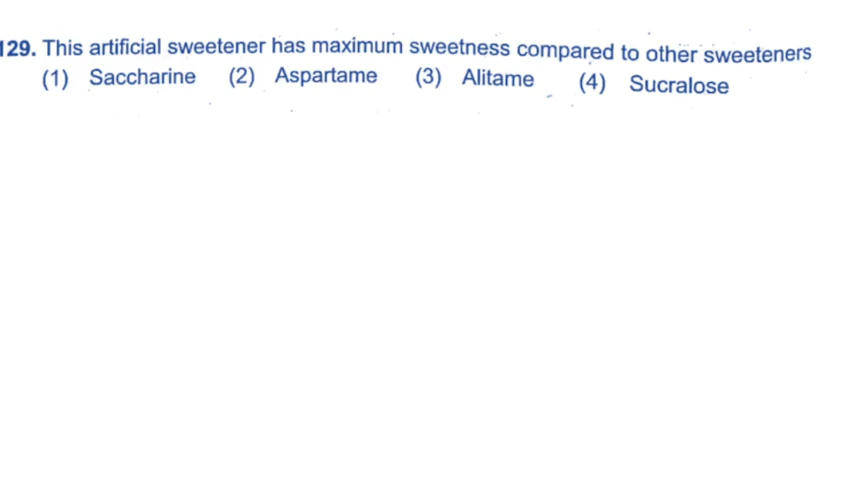 129. This artificial sweetener has maximum sweetness compared to other sweeteners
(1) Saccharine (2) Aspartame (3) Alitame (4) Sucralose